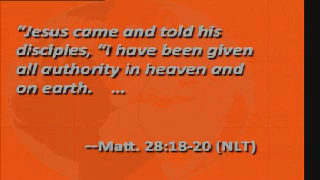 "Jesus came and told his
disciples, "I have been given
all authority in heaven and
on earth. ...
--Matt. 28:18-20 (NLT)